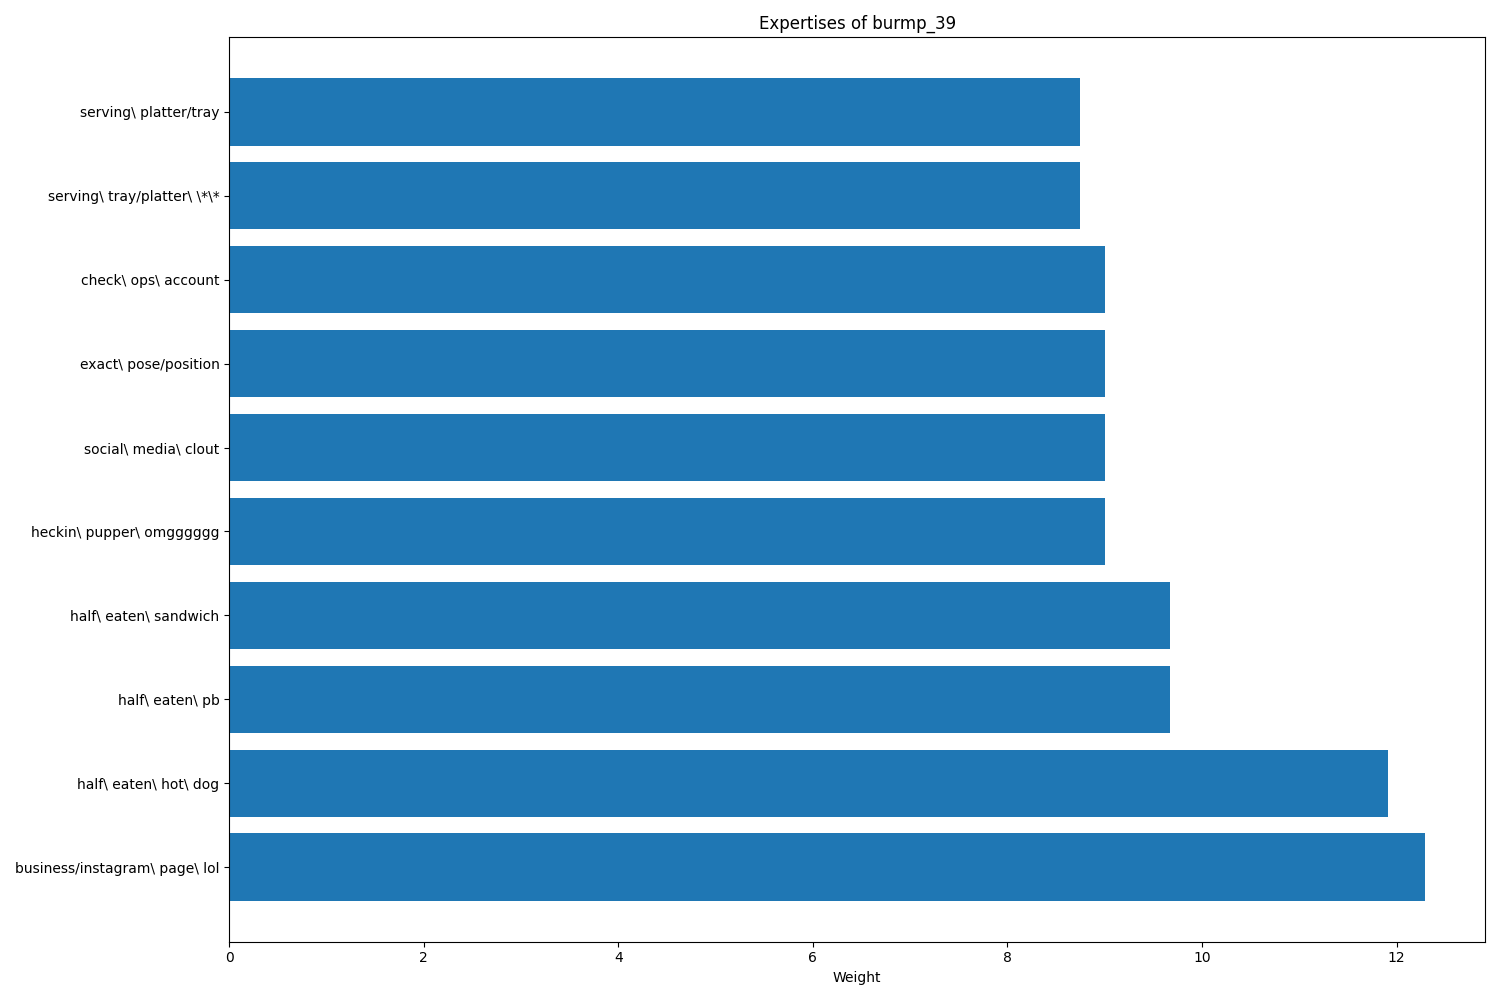 Expertises of burmp_39
serving\ platter/tray
serving\ tray/platter\ \*\*
check\ ops\ account
exact\ pose/position
social\ media\ clout
heckin\ pupper\ omgggggg
half\ eaten\ sandwich
half\ eaten\ pb
half\ eaten\ hot\ dog
business/instagram\ page\ lol
0 2 4 6 8 10 12
Weight